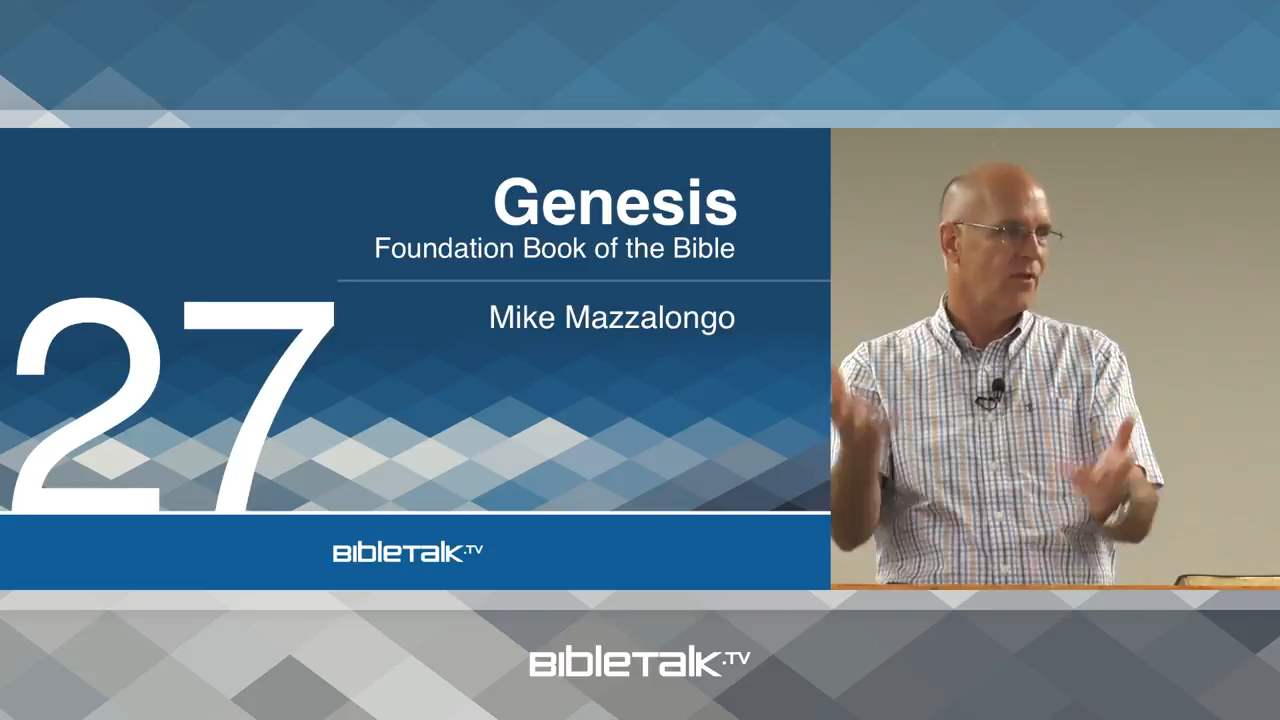 Genesis
Foundation Book of the Bible
Mike Mazzalongo
27
BIBLETALK.TV
BIBLETALK.TV